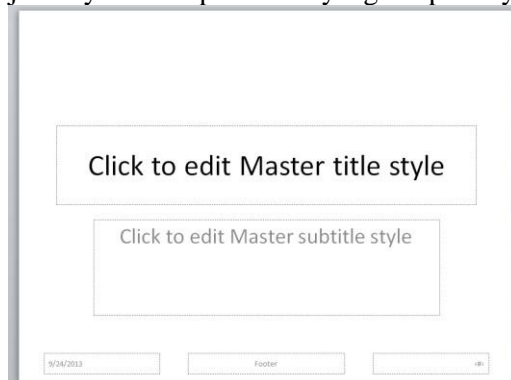 Click to edit Master title style
Click to edit Master subtitle style
9/24/2013
Footer
‹#›